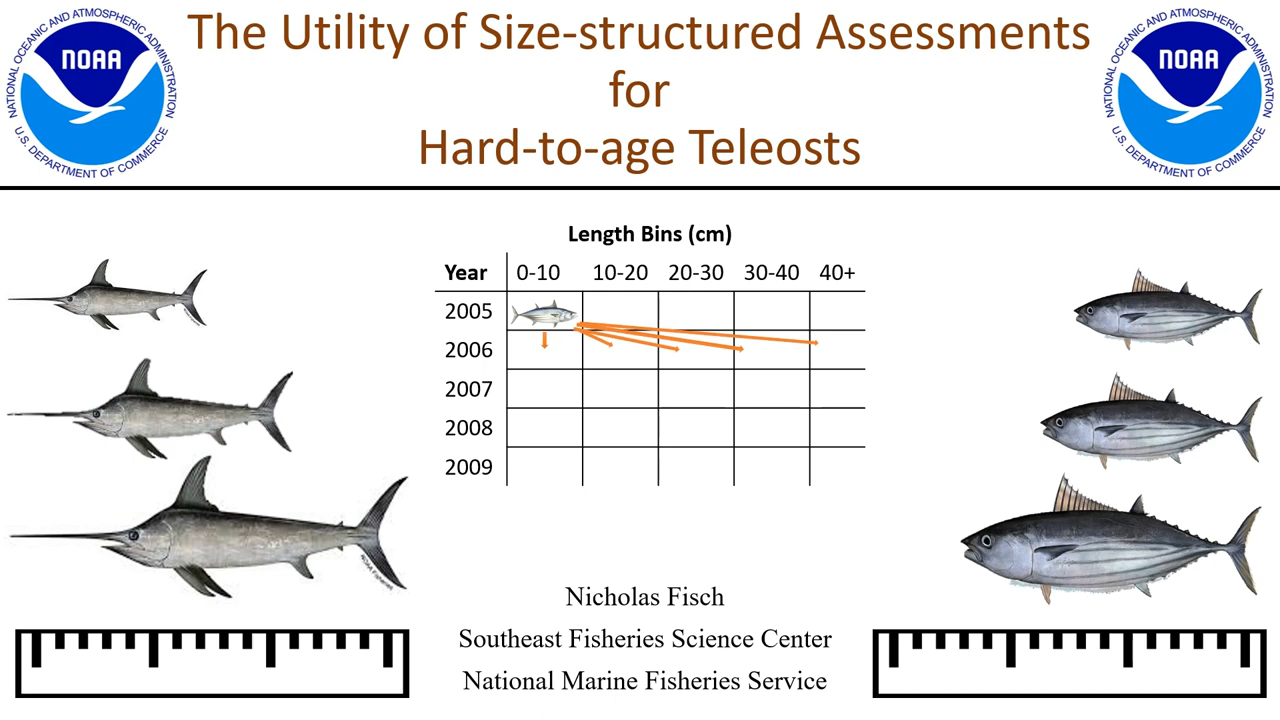 The Utility of Size-structured Assessments
for
Hard-to-age Teleosts
NATIONAL OCEANIC AND ATMOSPHERIC ADMINISTRATION
NOAA
U.S. DEPARTMENT OF COMMERCE
NATIONAL OCEANIC AND ATMOSPHERIC ADMINISTRATION
NOAA
U.S. DEPARTMENT OF COMMERCE
Length Bins (cm)
Year 0-10 10-20 20-30 30-40 40+
2005
2006
2007
2008
2009
NOAA Fisheries
Nicholas Fisch
Southeast Fisheries Science Center
National Marine Fisheries Service